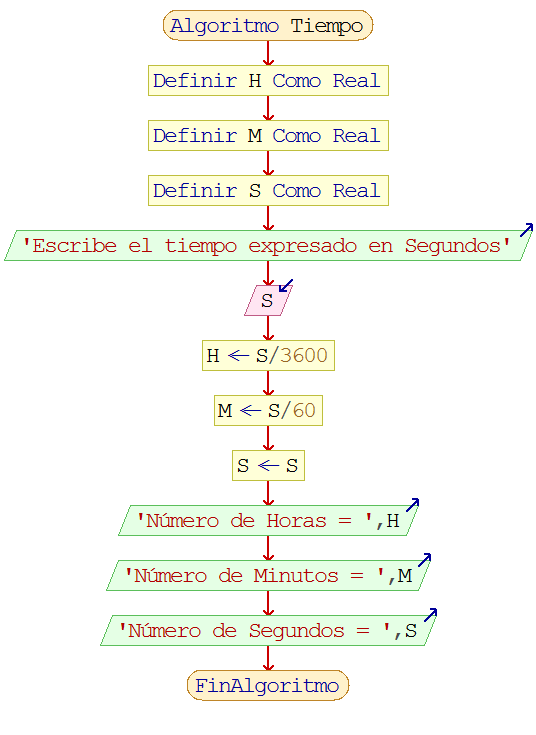 Algoritmo Tiempo
Definir H Como Real
Definir M Como Real
Definir S Como Real
'Escribe el tiempo expresado en Segundos'
S
H ← S/3600
M ← S/60
S ← S
'Número de Horas = ',H
'Número de Minutos = ',M
'Número de Segundos = ',S
FinAlgoritmo